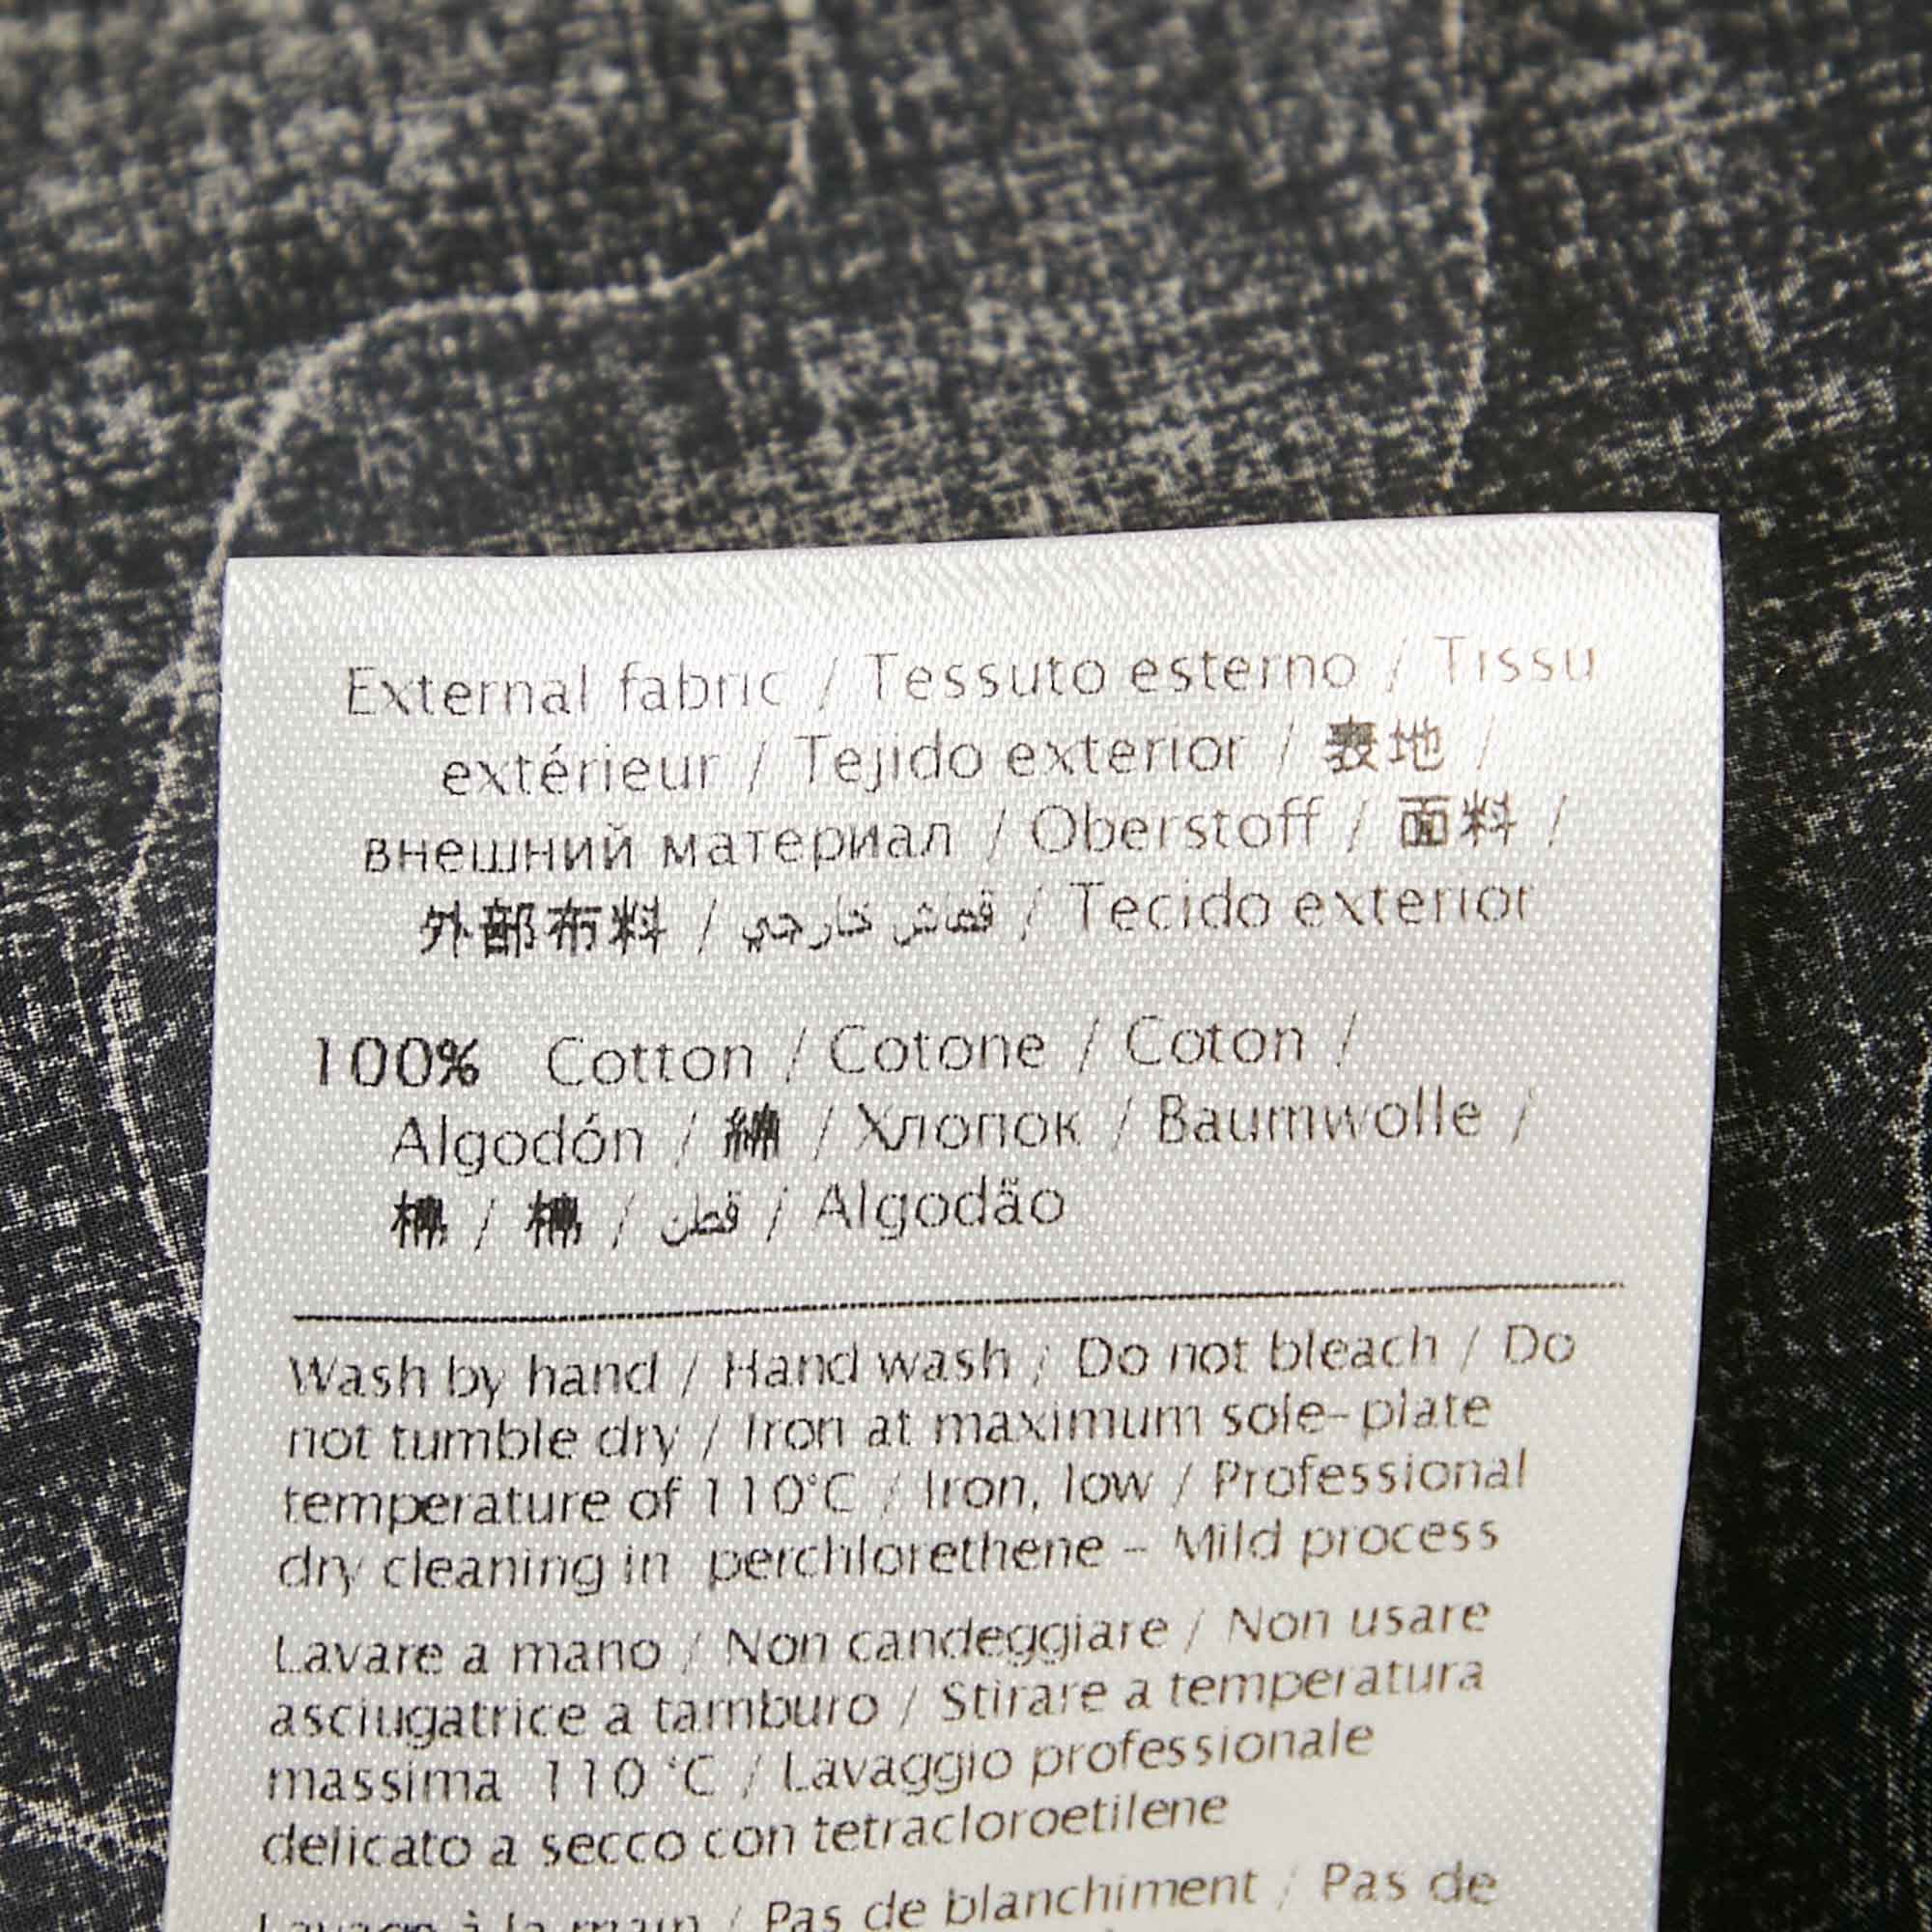 External fabric / Tessuto esterno / Tissu
extérieur / Tejido exterior / 表地 /
внешний материал / Oberstoff / 面料 /
外部布料 / قماش خارجي / Tecido exterior
100% Cotton / Cotone / Coton /
Algodón / 綿 / Хлопок / Baumwolle /
棉 / 棉 / قطن / Algodão
Wash by hand / Hand wash / Do not bleach / Do
not tumble dry / Iron at maximum sole-plate
temperature of 110°C / Iron, low / Professional
dry cleaning in perchlorethene - Mild process
Lavare a mano / Non candeggiare / Non usare
asciugatrice a tamburo / Stirare a temperatura
massima 110 °C / Lavaggio professionale
delicato a secco con tetracloroetilene
Lavage à la main / Pas de blanchiment / Pas de